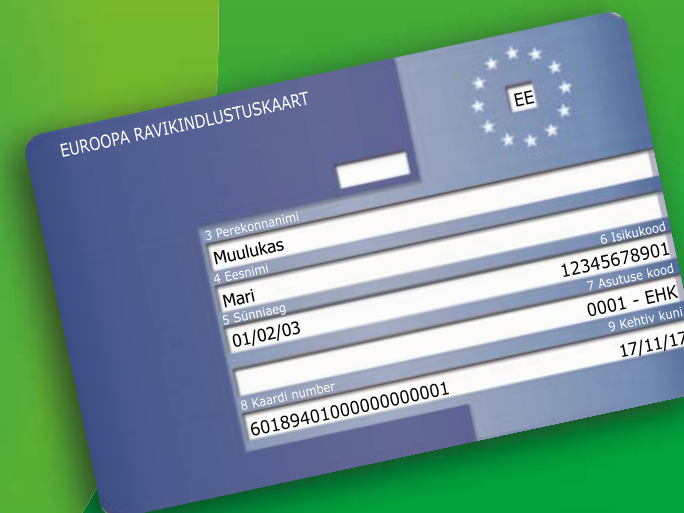 EUROOPA RAVIKINDLUSTUSKAART
EE
3 Perekonnanimi
Muulukas
4 Eesnimi
Mari
6 Isikukood
5 Sünniaeg
12345678901
01/02/03
7 Asutuse kood
0001 - EHK
8 Kaardi number
9 Kehtiv kuni
60189401000000000001
17/11/17